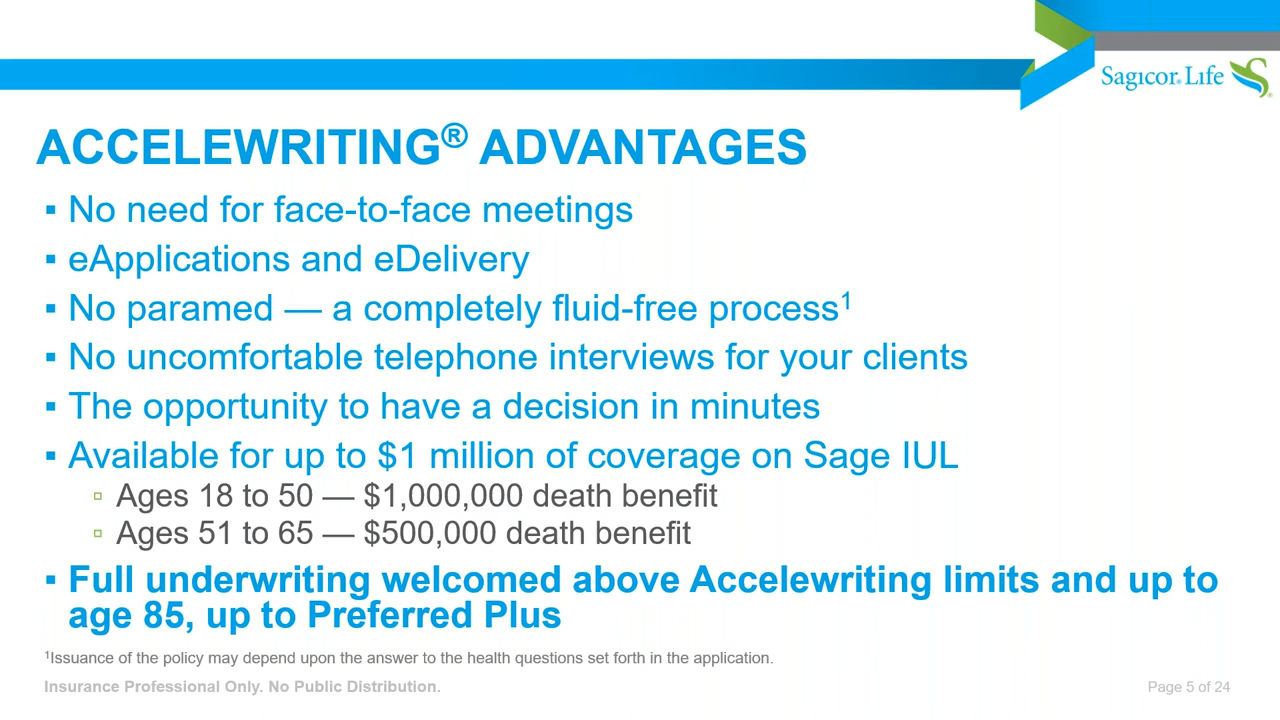 Sagicor® Life
ACCELEWRITING® ADVANTAGES
▪ No need for face-to-face meetings
▪ eApplications and eDelivery
▪ No paramed — a completely fluid-free process¹
▪ No uncomfortable telephone interviews for your clients
▪ The opportunity to have a decision in minutes
▪ Available for up to $1 million of coverage on Sage IUL
▫ Ages 18 to 50 — $1,000,000 death benefit
▫ Ages 51 to 65 — $500,000 death benefit
▪ Full underwriting welcomed above Accelewriting limits and up to
age 85, up to Preferred Plus
¹Issuance of the policy may depend upon the answer to the health questions set forth in the application.
Insurance Professional Only. No Public Distribution.
Page 5 of 24